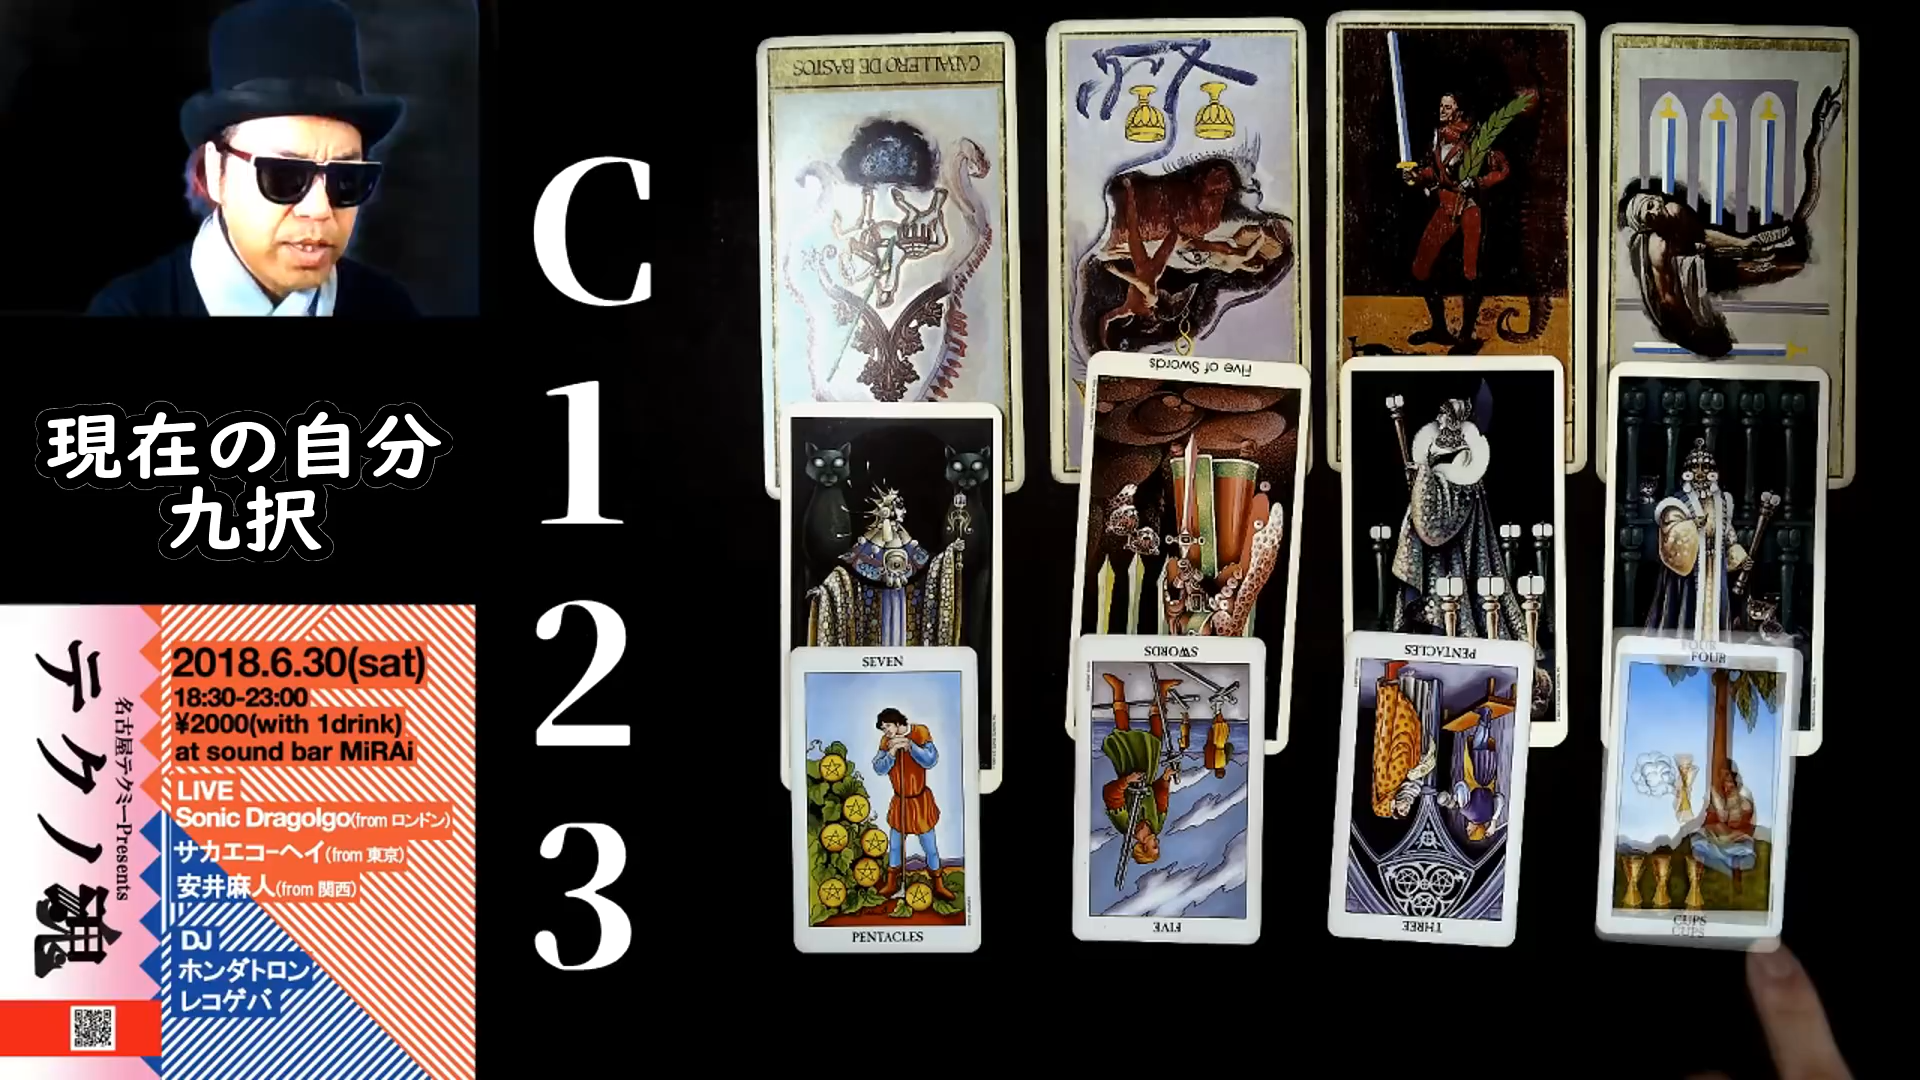 現在の自分
九択
C
1
2
3
2018.6.30(sat)
18:30-23:00
¥2000(with 1drink)
at sound bar MiRAi
LIVE
Sonic Dragolgo(from ロンドン)
サカエコーヘイ(from 東京)
安井麻人(from 関西)
DJ
ホンダトロン
レコゲバ
名古屋テクノミーPresents
テクノ魂
CAVALLERO DE BASTOS
Five of Swords
SEVEN
PENTACLES
SWORDS
FIVE
PENTACLES
THREE
FOUR
CUPS